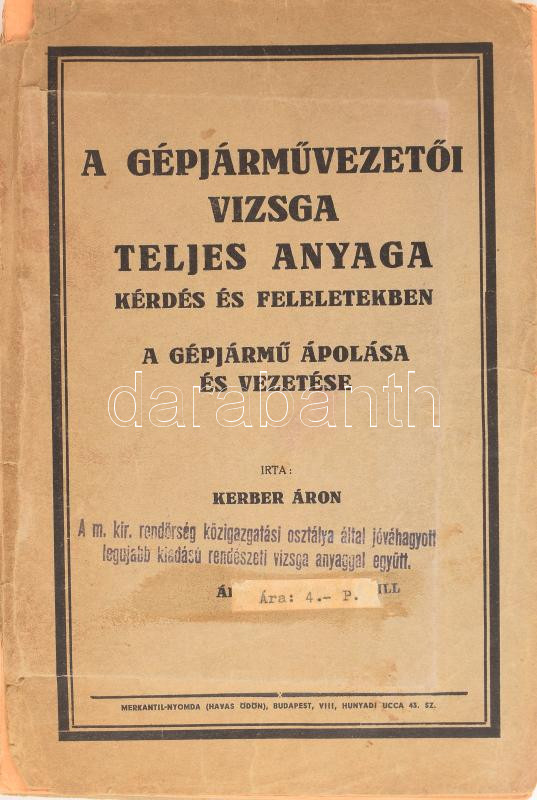 A GÉPJÁRMŰVEZETŐI
VIZSGA
TELJES ANYAGA
KÉRDÉS ÉS FELELETEKBEN
A GÉPJÁRMŰ ÁPOLÁSA
ÉS VEZETÉSE
darabanth
IRTA:
KERBER ÁRON
A m. kir. rendőrség közigazgatási osztálya által jóváhagyott
legujabb kiadású rendészeti vizsga anyaggal együtt.
Ára: 4.- P.
MERKANTIL-NYOMDA (HAVAS ÖDÖN), BUDAPEST, VIII, HUNYADI UCCA 43. SZ.